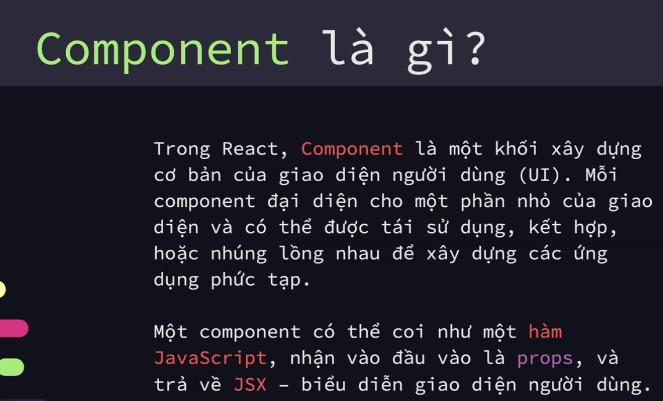 Component là gì?
Trong React, Component là một khối xây dựng
cơ bản của giao diện người dùng (UI). Mỗi
component đại diện cho một phần nhỏ của giao
diện và có thể được tái sử dụng, kết hợp,
hoặc nhúng lồng nhau để xây dựng các ứng
dụng phức tạp.
Một component có thể coi như một hàm
JavaScript, nhận vào đầu vào là props, và
trả về JSX – biểu diễn giao diện người dùng.